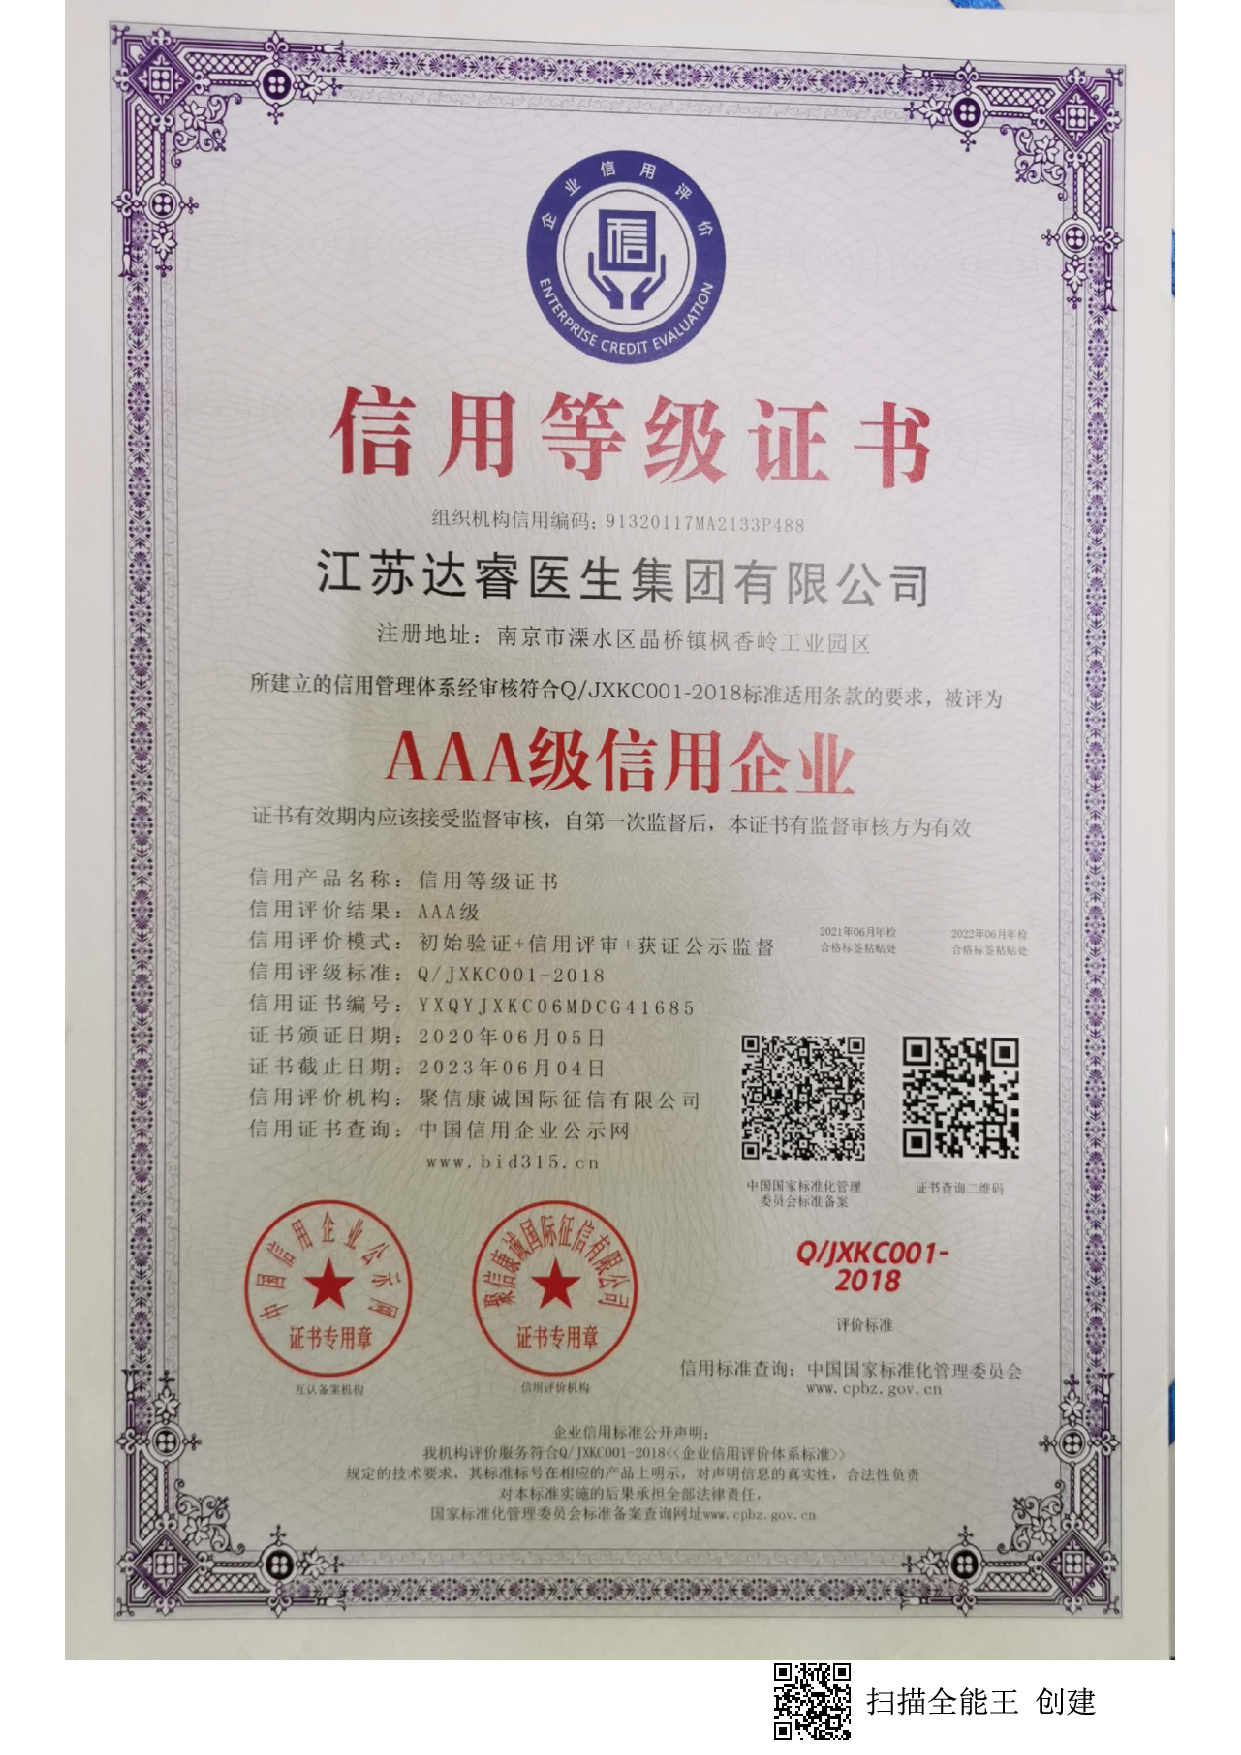 企业信用评价
ENTERPRISE CREDIT EVALUATION
信用等级证书
组织机构信用编码：91320117MA2133P488
江苏达睿医生集团有限公司
注册地址：南京市溧水区晶桥镇枫香岭工业园区
所建立的信用管理体系经审核符合Q/JXKC001-2018标准适用条款的要求，被评为
AAA级信用企业
证书有效期内应该接受监督审核，自第一次监督后，本证书有监督审核方为有效
信用产品名称：信用等级证书
信用评价结果：AAA级
信用评价模式：初始验证+信用评审+获证公示监督
信用评级标准：Q/JXKC001-2018
信用证书编号：YXQYJXKC06MDCG41685
证书颁证日期：2020年06月05日
证书截止日期：2023年06月04日
信用评价机构：聚信康诚国际征信有限公司
信用证书查询：中国信用企业公示网
www.bid315.cn
2021年06月年检
合格标签粘贴处
2022年06月年检
合格标签粘贴处
中国国家标准化管理
委员会标准备案
证书查询二维码
中国信用企业公示网
证书专用章
互认备案机构
聚信康诚国际征信有限公司
证书专用章
信用评价机构
Q/JXKC001-
2018
评价标准
信用标准查询：中国国家标准化管理委员会
www.cpbz.gov.cn
企业信用标准公开声明：
我机构评价服务符合Q/JXKC001-2018<<企业信用评价体系标准>>
规定的技术要求，其标准标号在相应的产品上明示，对声明信息的真实性，合法性负责
对本标准实施的后果承担全部法律责任，
国家标准化管理委员会标准备案查询网址www.cpbz.gov.cn
扫描全能王 创建